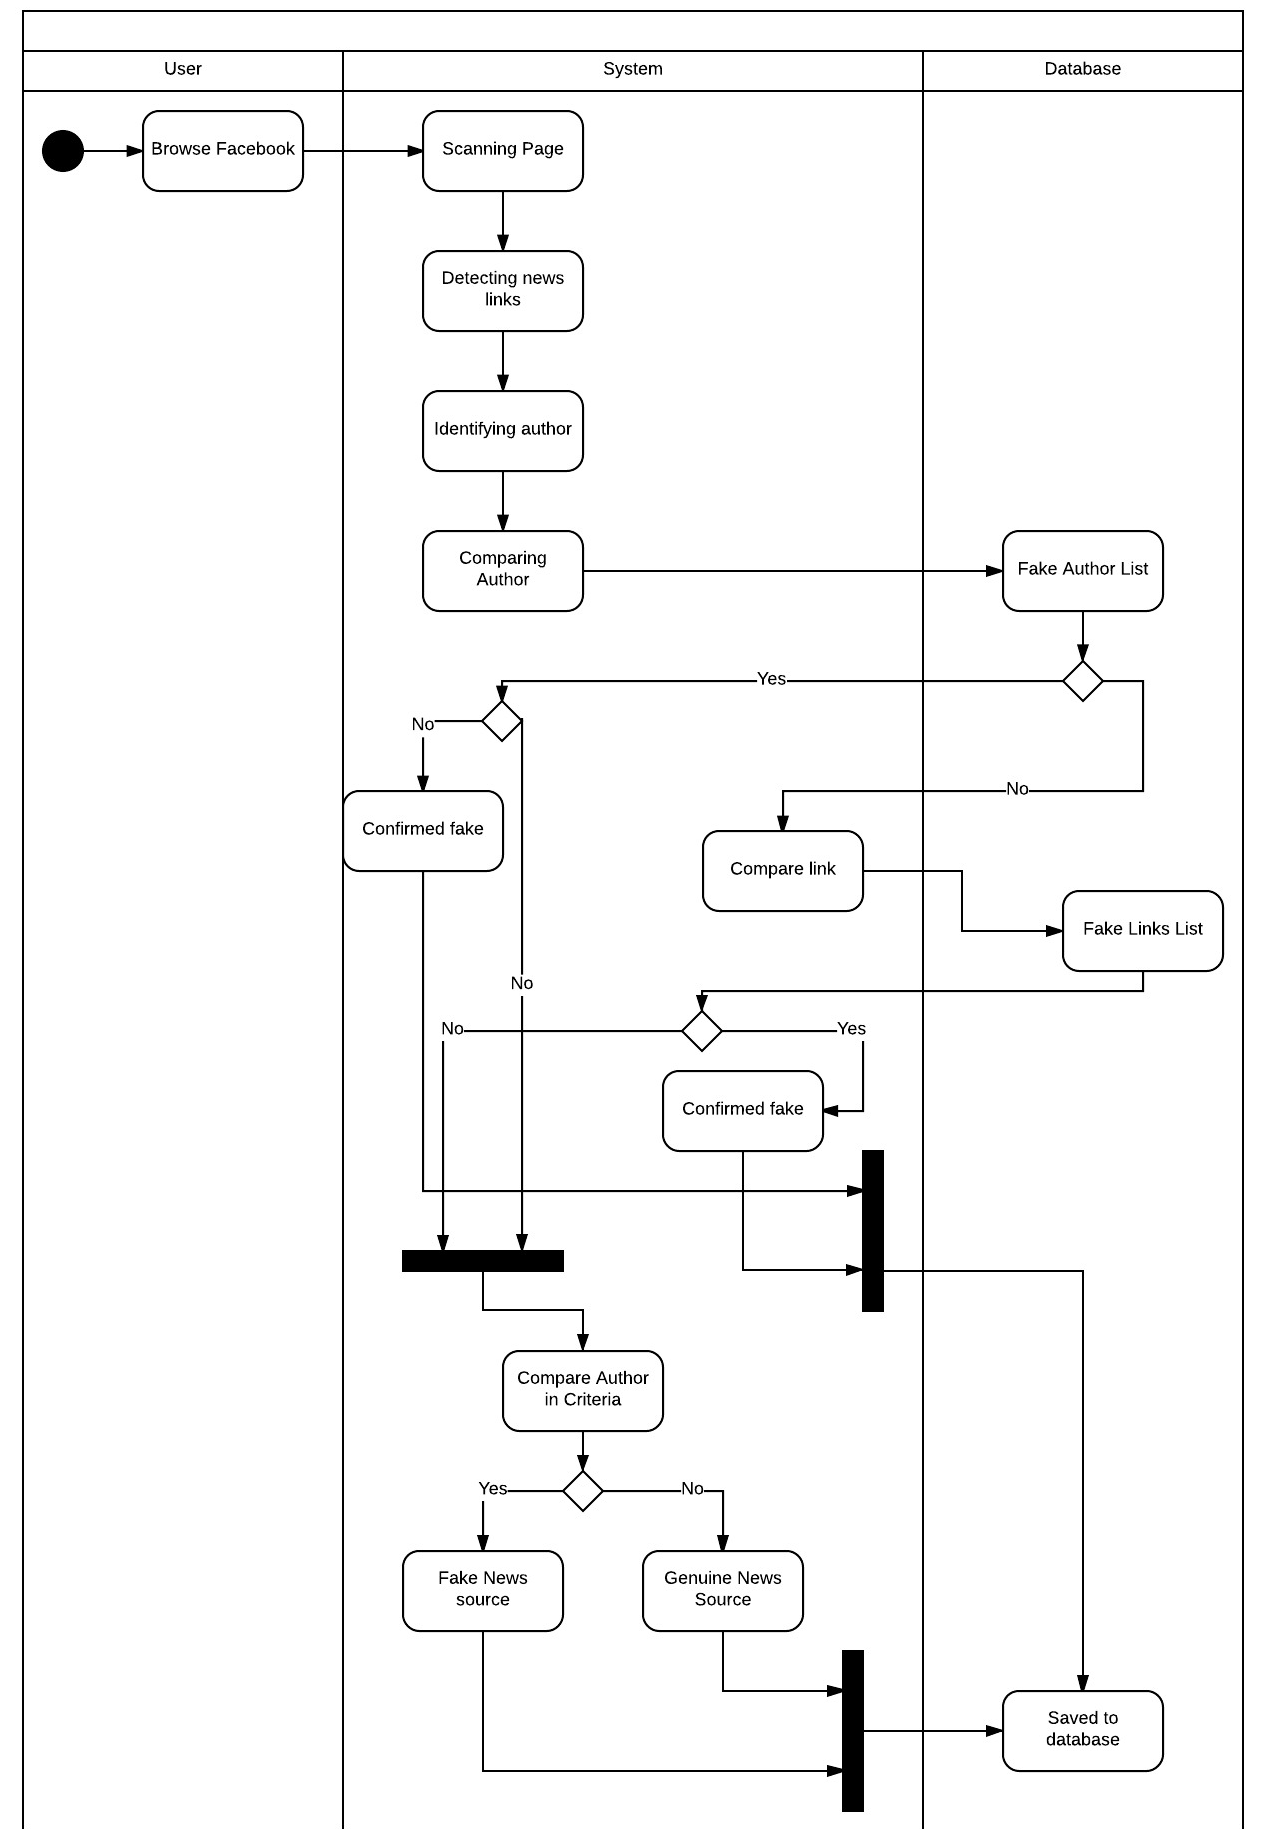 User
System
Database
Browse Facebook
Scanning Page
Detecting news
links
Identifying author
Comparing
Author
Fake Author List
Yes
No
No
Confirmed fake
Compare link
Fake Links List
No
No
Yes
Confirmed fake
Compare Author
in Criteria
Yes
No
Fake News
source
Genuine News
Source
Saved to
database